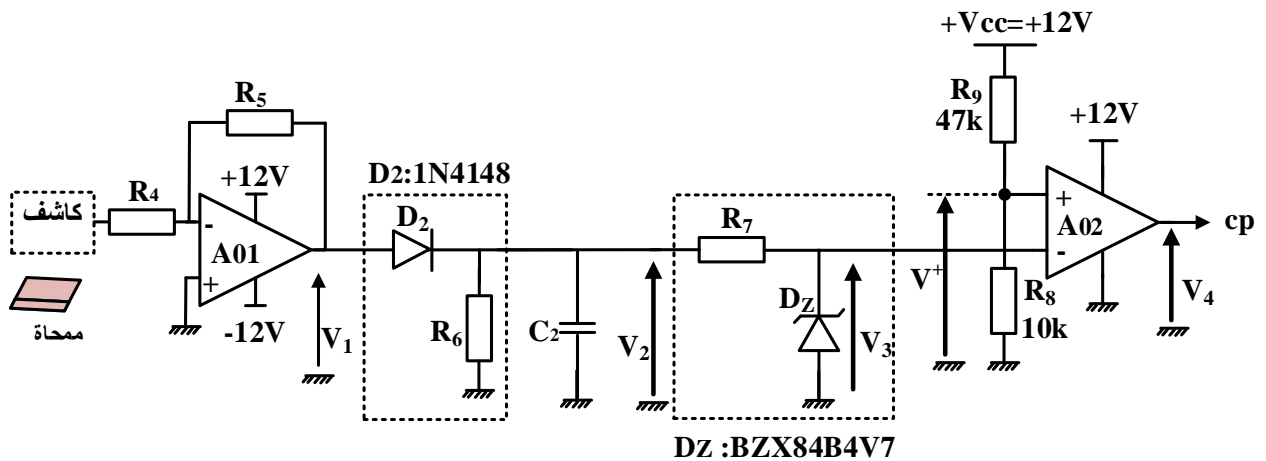 +Vcc=+12V
R5
R9
47k
+12V
D2:1N4148
كاشف
R4
+12V
D2
R7
+
A02
-
cp
-
A01
+
-12V
V1
R6
C2
V2
DZ
V3
V+
R8
10k
V4
ممحاة
DZ :BZX84B4V7